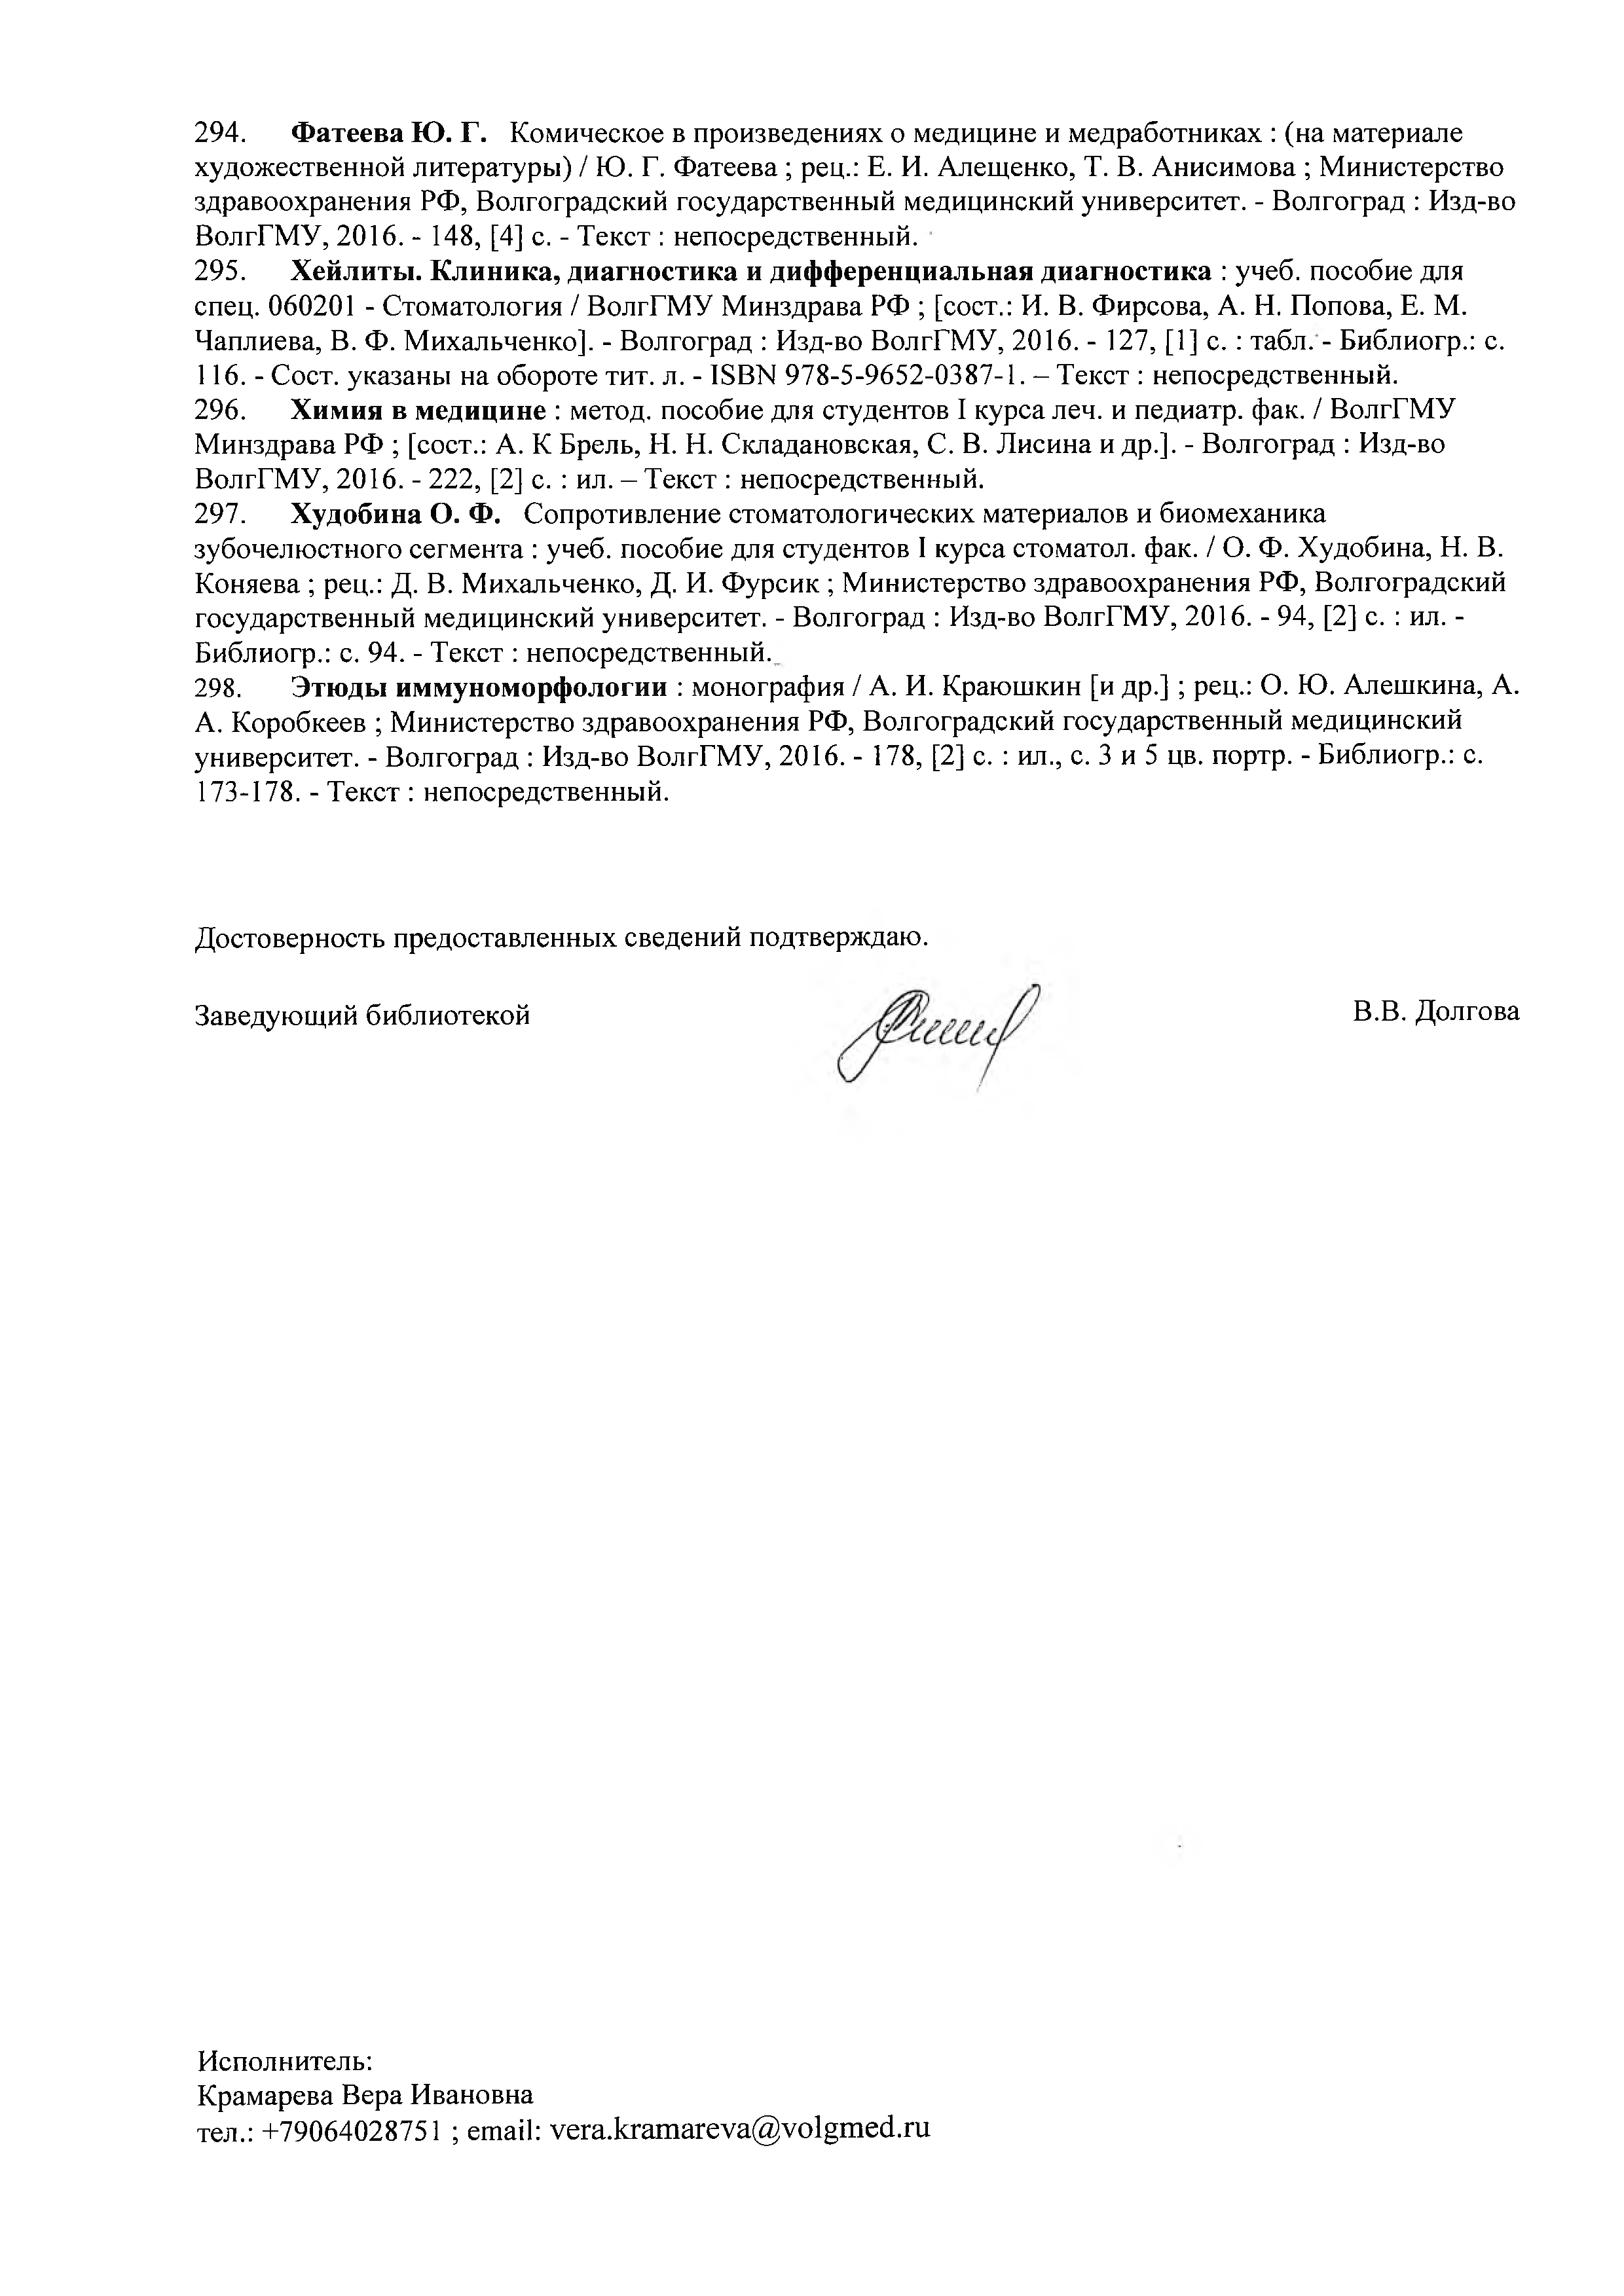 294. Фатеева Ю. Г. Комическое в произведениях о медицине и медработниках : (на материале
художественной литературы) / Ю. Г. Фатеева ; рец.: Е. И. Алещенко, Т. В. Анисимова ; Министерство
здравоохранения РФ, Волгоградский государственный медицинский университет. - Волгоград : Изд-во
ВолгГМУ, 2016. - 148, [4] с. - Текст : непосредственный.
295. Хейлиты. Клиника, диагностика и дифференциальная диагностика : учеб. пособие для
спец. 060201 - Стоматология / ВолгГМУ Минздрава РФ ; [сост.: И. В. Фирсова, А. Н. Попова, Е. М.
Чаплиева, В. Ф. Михальченко]. - Волгоград : Изд-во ВолгГМУ, 2016. - 127, [1] с. : табл. - Библиогр.: с.
116. - Сост. указаны на обороте тит. л. - ISBN 978-5-9652-0387-1. – Текст : непосредственный.
296. Химия в медицине : метод. пособие для студентов I курса леч. и педиатр. фак. / ВолгГМУ
Минздрава РФ ; [сост.: А. К Брель, Н. Н. Складановская, С. В. Лисина и др.]. - Волгоград : Изд-во
ВолгГМУ, 2016. - 222, [2] с. : ил. – Текст : непосредственный.
297. Худобина О. Ф. Сопротивление стоматологических материалов и биомеханика
зубочелюстного сегмента : учеб. пособие для студентов I курса стоматол. фак. / О. Ф. Худобина, Н. В.
Коняева ; рец.: Д. В. Михальченко, Д. И. Фурсик ; Министерство здравоохранения РФ, Волгоградский
государственный медицинский университет. - Волгоград : Изд-во ВолгГМУ, 2016. - 94, [2] с. : ил. -
Библиогр.: с. 94. - Текст : непосредственный.
298. Этюды иммуноморфологии : монография / А. И. Краюшкин [и др.] ; рец.: О. Ю. Алешкина, А.
А. Коробкеев ; Министерство здравоохранения РФ, Волгоградский государственный медицинский
университет. - Волгоград : Изд-во ВолгГМУ, 2016. - 178, [2] с. : ил., с. 3 и 5 цв. портр. - Библиогр.: с.
173-178. - Текст : непосредственный.
Достоверность предоставленных сведений подтверждаю.
Заведующий библиотекой В.В. Долгова
Исполнитель:
Крамарева Вера Ивановна
тел.: +79064028751 ; email: vera.kramareva@volgmed.ru